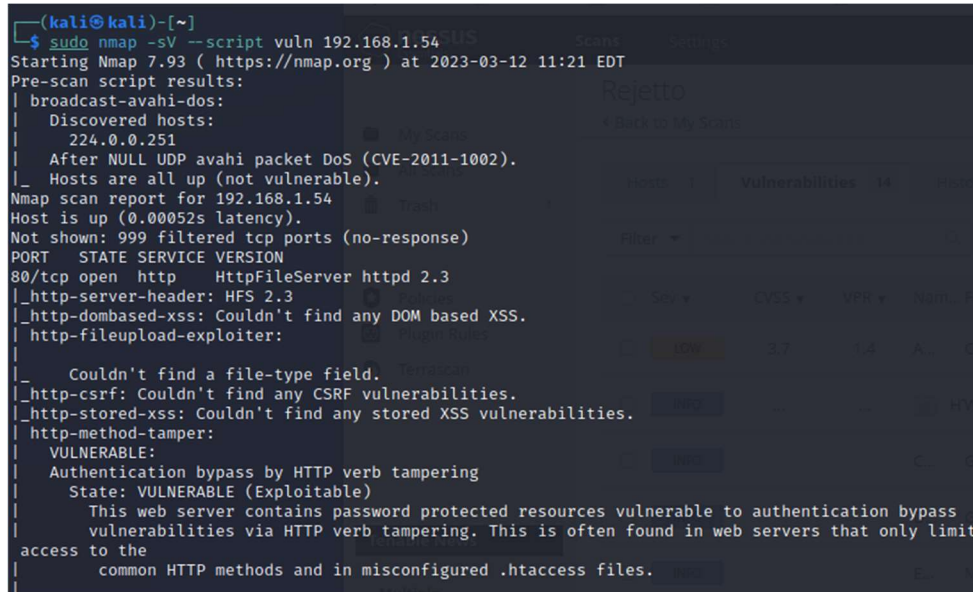 ┌──(kali㉿kali)-[~]
└─$ sudo nmap -sV --script vuln 192.168.1.54
Starting Nmap 7.93 ( https://nmap.org ) at 2023-03-12 11:21 EDT
Pre-scan script results:
| broadcast-avahi-dos:
|   Discovered hosts:
|     224.0.0.251
|   After NULL UDP avahi packet DoS (CVE-2011-1002).
|_  Hosts are all up (not vulnerable).
Nmap scan report for 192.168.1.54
Host is up (0.00052s latency).
Not shown: 999 filtered tcp ports (no-response)
PORT   STATE SERVICE VERSION
80/tcp open  http    HttpFileServer httpd 2.3
|_http-server-header: HFS 2.3
|_http-dombased-xss: Couldn't find any DOM based XSS.
| http-fileupload-exploiter:
|
|_    Couldn't find a file-type field.
|_http-csrf: Couldn't find any CSRF vulnerabilities.
|_http-stored-xss: Couldn't find any stored XSS vulnerabilities.
| http-method-tamper:
|   VULNERABLE:
|   Authentication bypass by HTTP verb tampering
|     State: VULNERABLE (Exploitable)
|       This web server contains password protected resources vulnerable to authentication bypass
|       vulnerabilities via HTTP verb tampering. This is often found in web servers that only limit
 access to the
|        common HTTP methods and in misconfigured .htaccess files.
|
Scans Settings
Rejetto
< Back to My Scans
My Scans
All Scans
Trash
Hosts 1 Vulnerabilities 14
Filter
Policies
Plugin Rules
Terrascan
Sev CVSS VPR
LOW 3.7
INFO
INFO
INFO